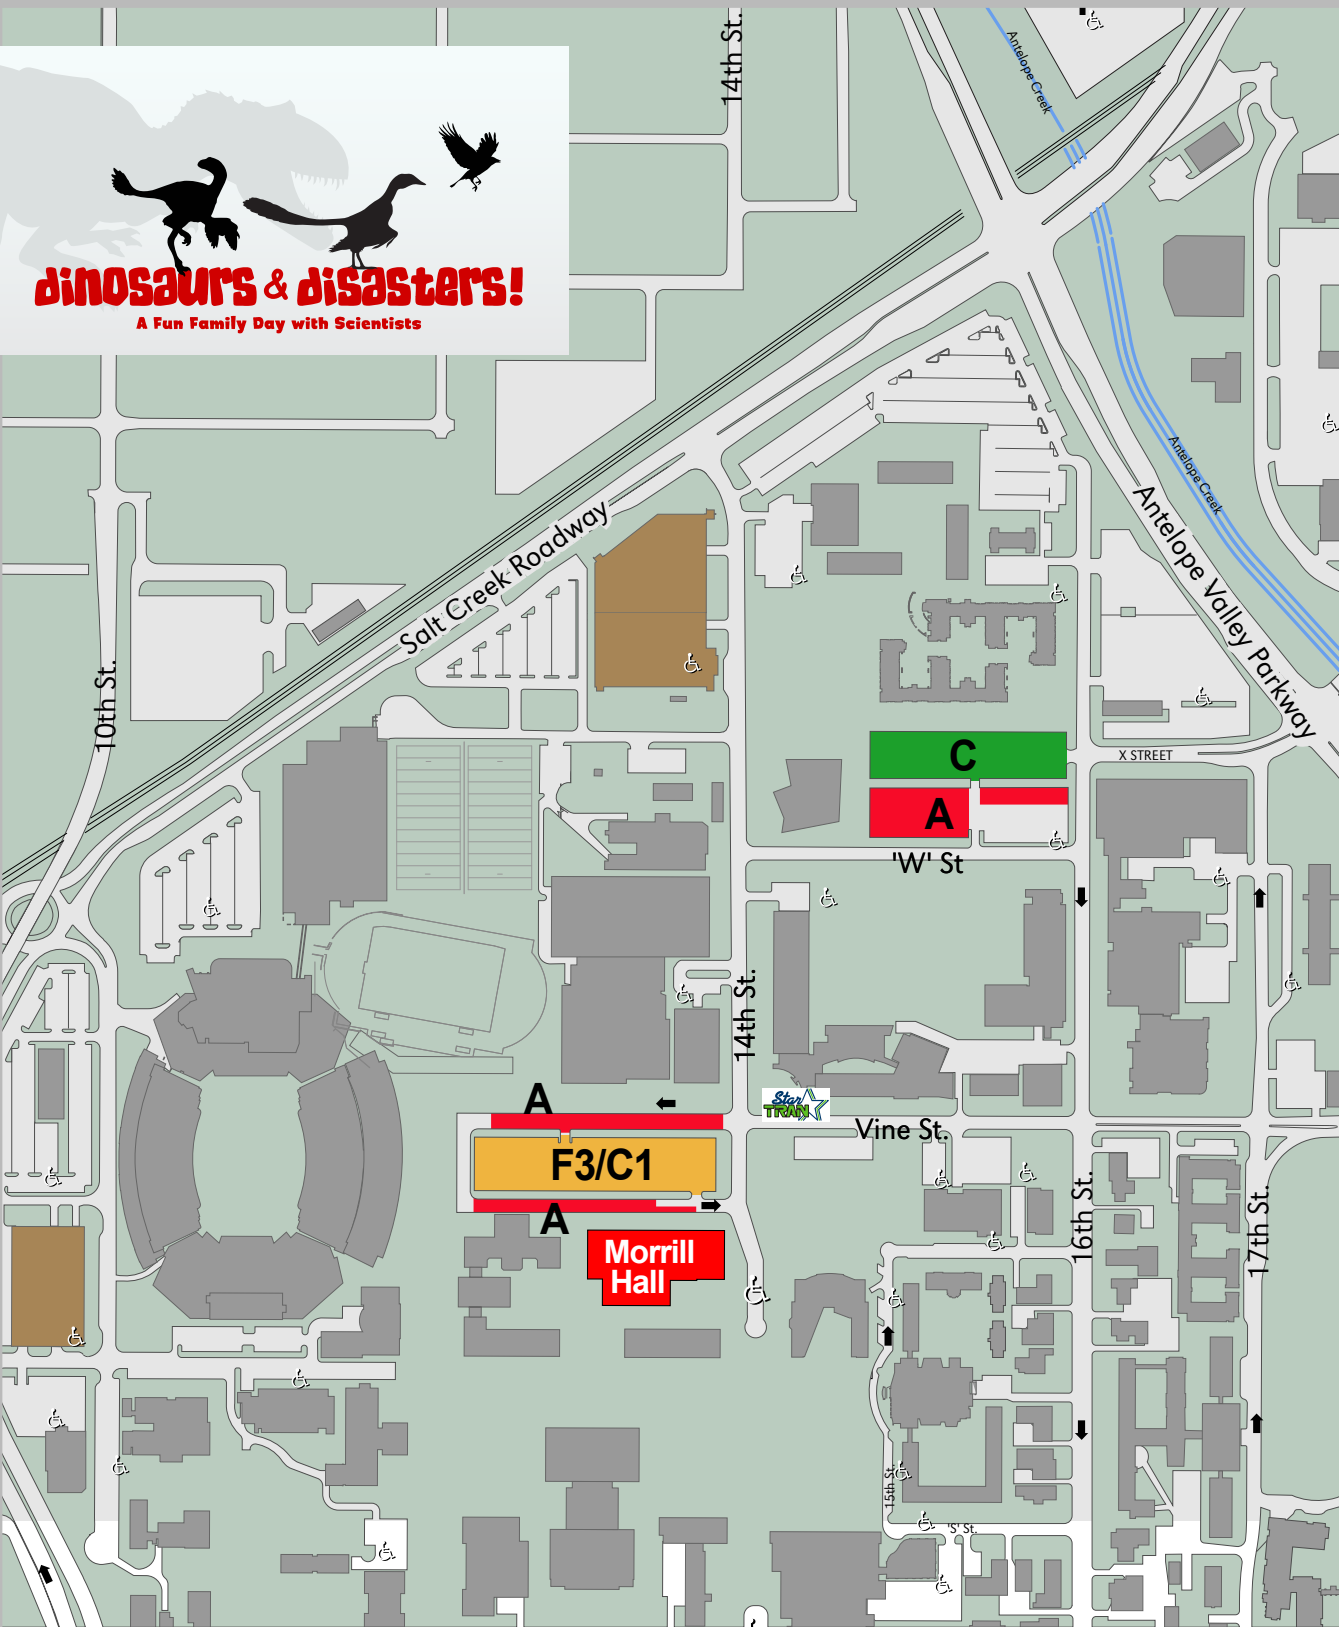 14th St.
Antelope Creek
dinosaurs & disasters!
A Fun Family Day with Scientists
Antelope Creek
Salt Creek Roadway
Antelope Valley Parkway
10th St.
C
X STREET
A
'W' St
14th St.
A
Star
TRAN
Vine St.
F3/C1
A
16th St.
17th St.
Morrill
Hall
15th St.
'S' St.